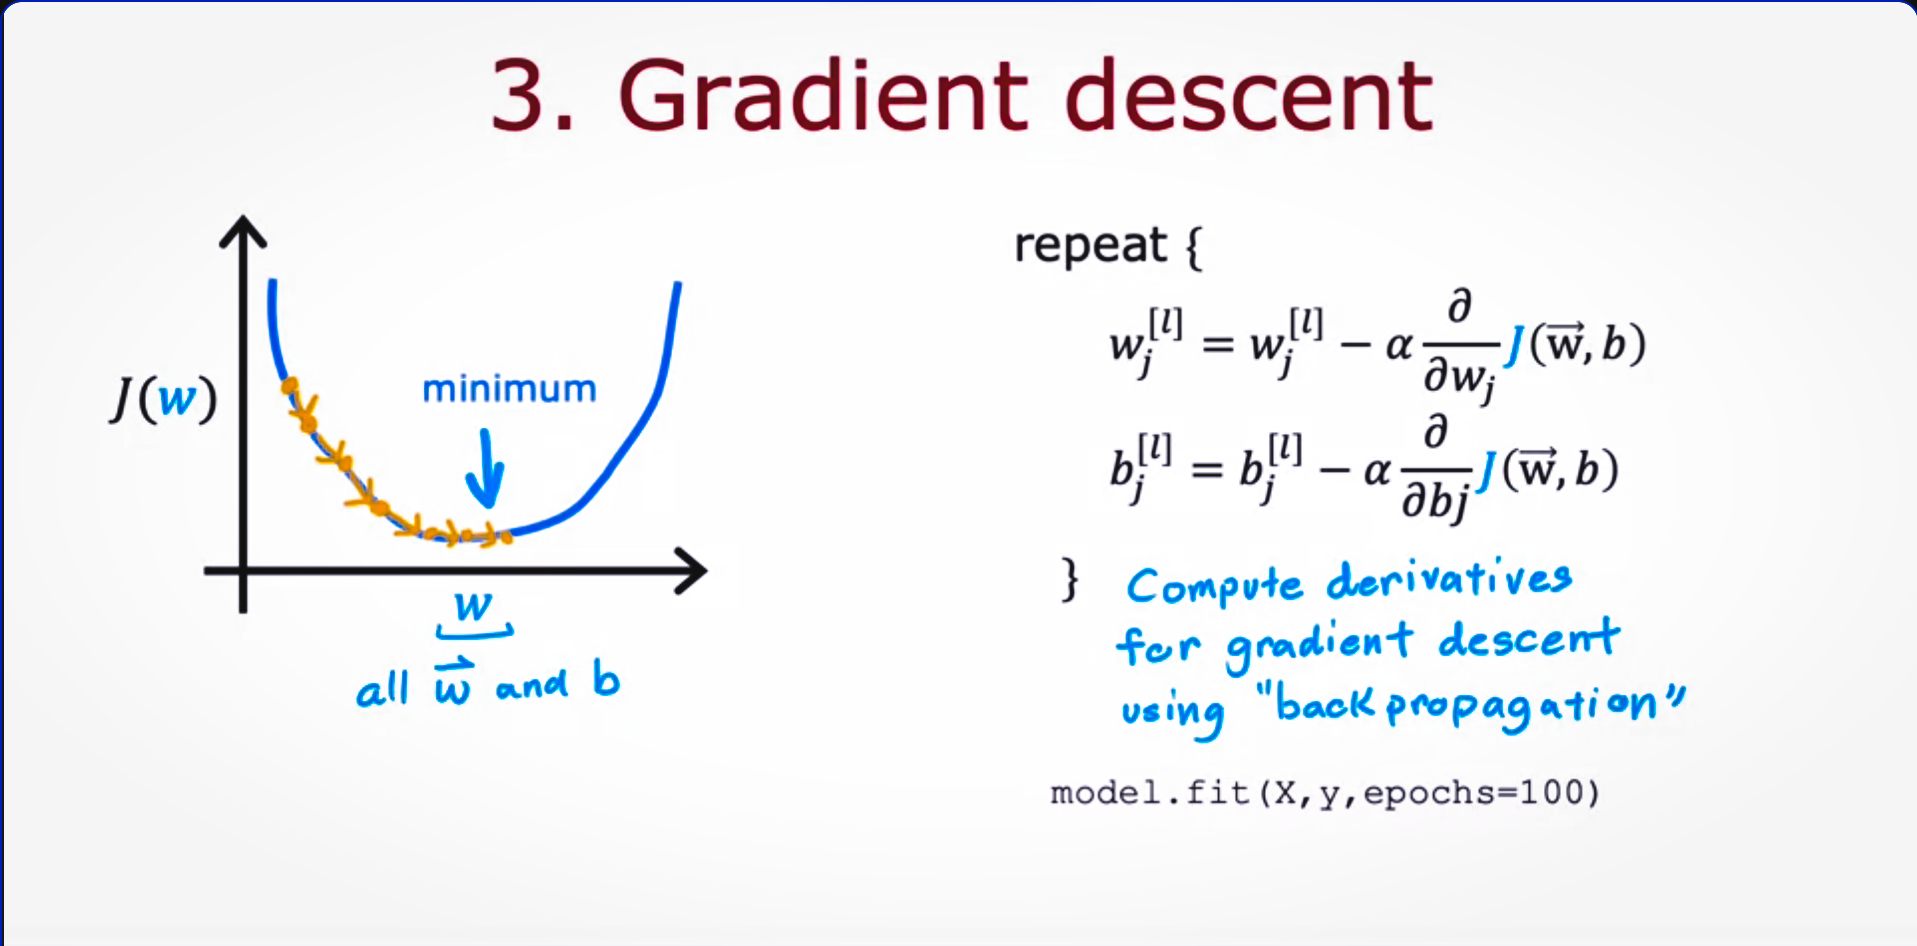 3. Gradient descent
J(w)
minimum
w
all w⃗ and b
repeat {
w_j^[l] = w_j^[l] − α ∂/∂w_j J(w⃗, b)
b_j^[l] = b_j^[l] − α ∂/∂bj J(w⃗, b)
} Compute derivatives
for gradient descent
using "back propagation"
model.fit(X,y,epochs=100)